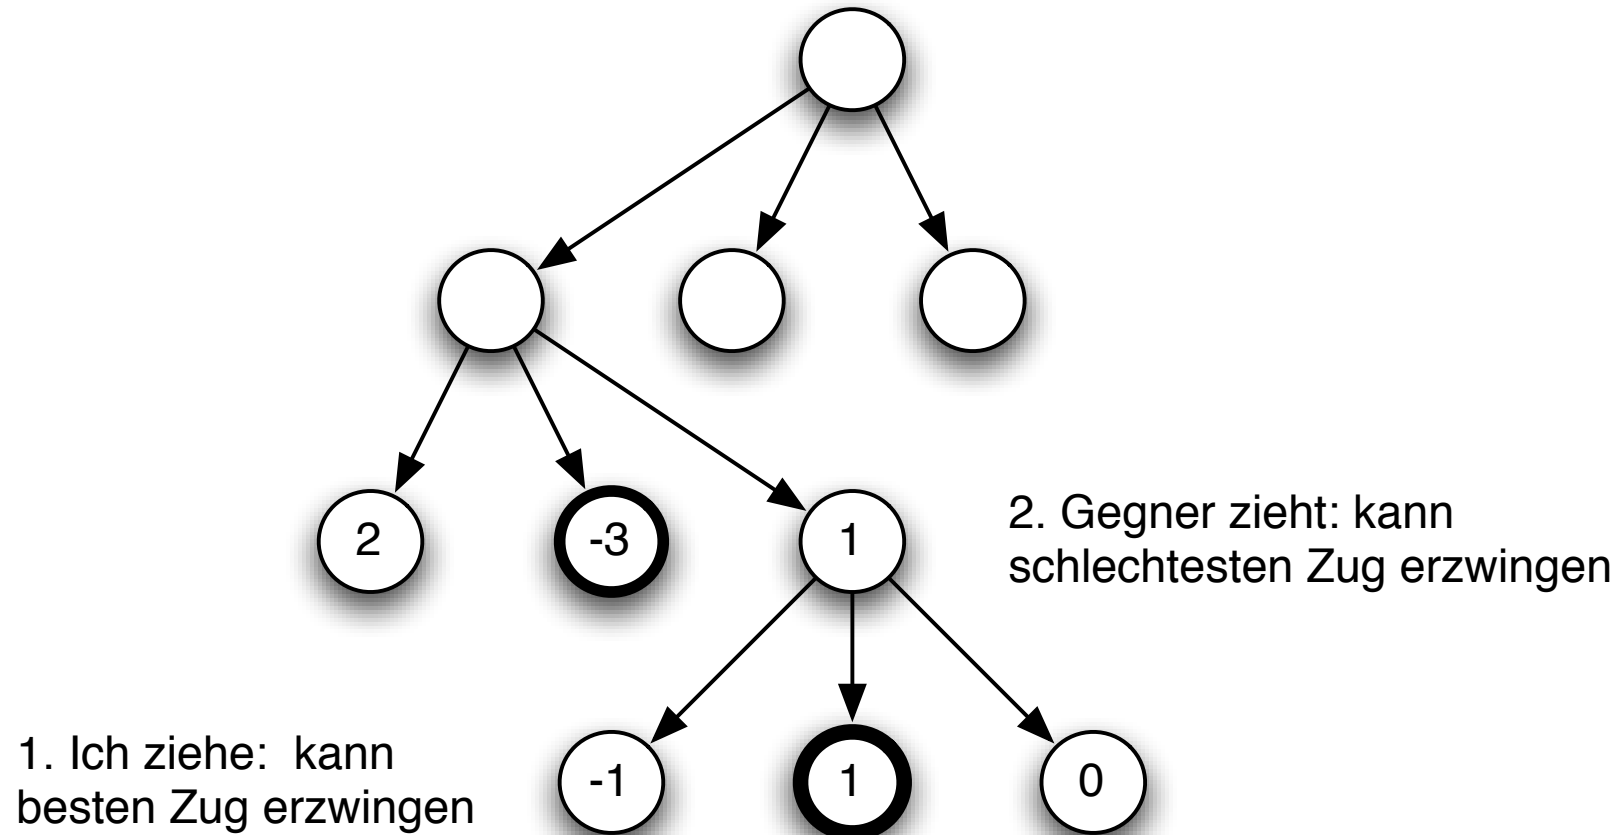 2
-3
1
2. Gegner zieht: kann
schlechtesten Zug erzwingen
1. Ich ziehe:  kann
besten Zug erzwingen
-1
1
0